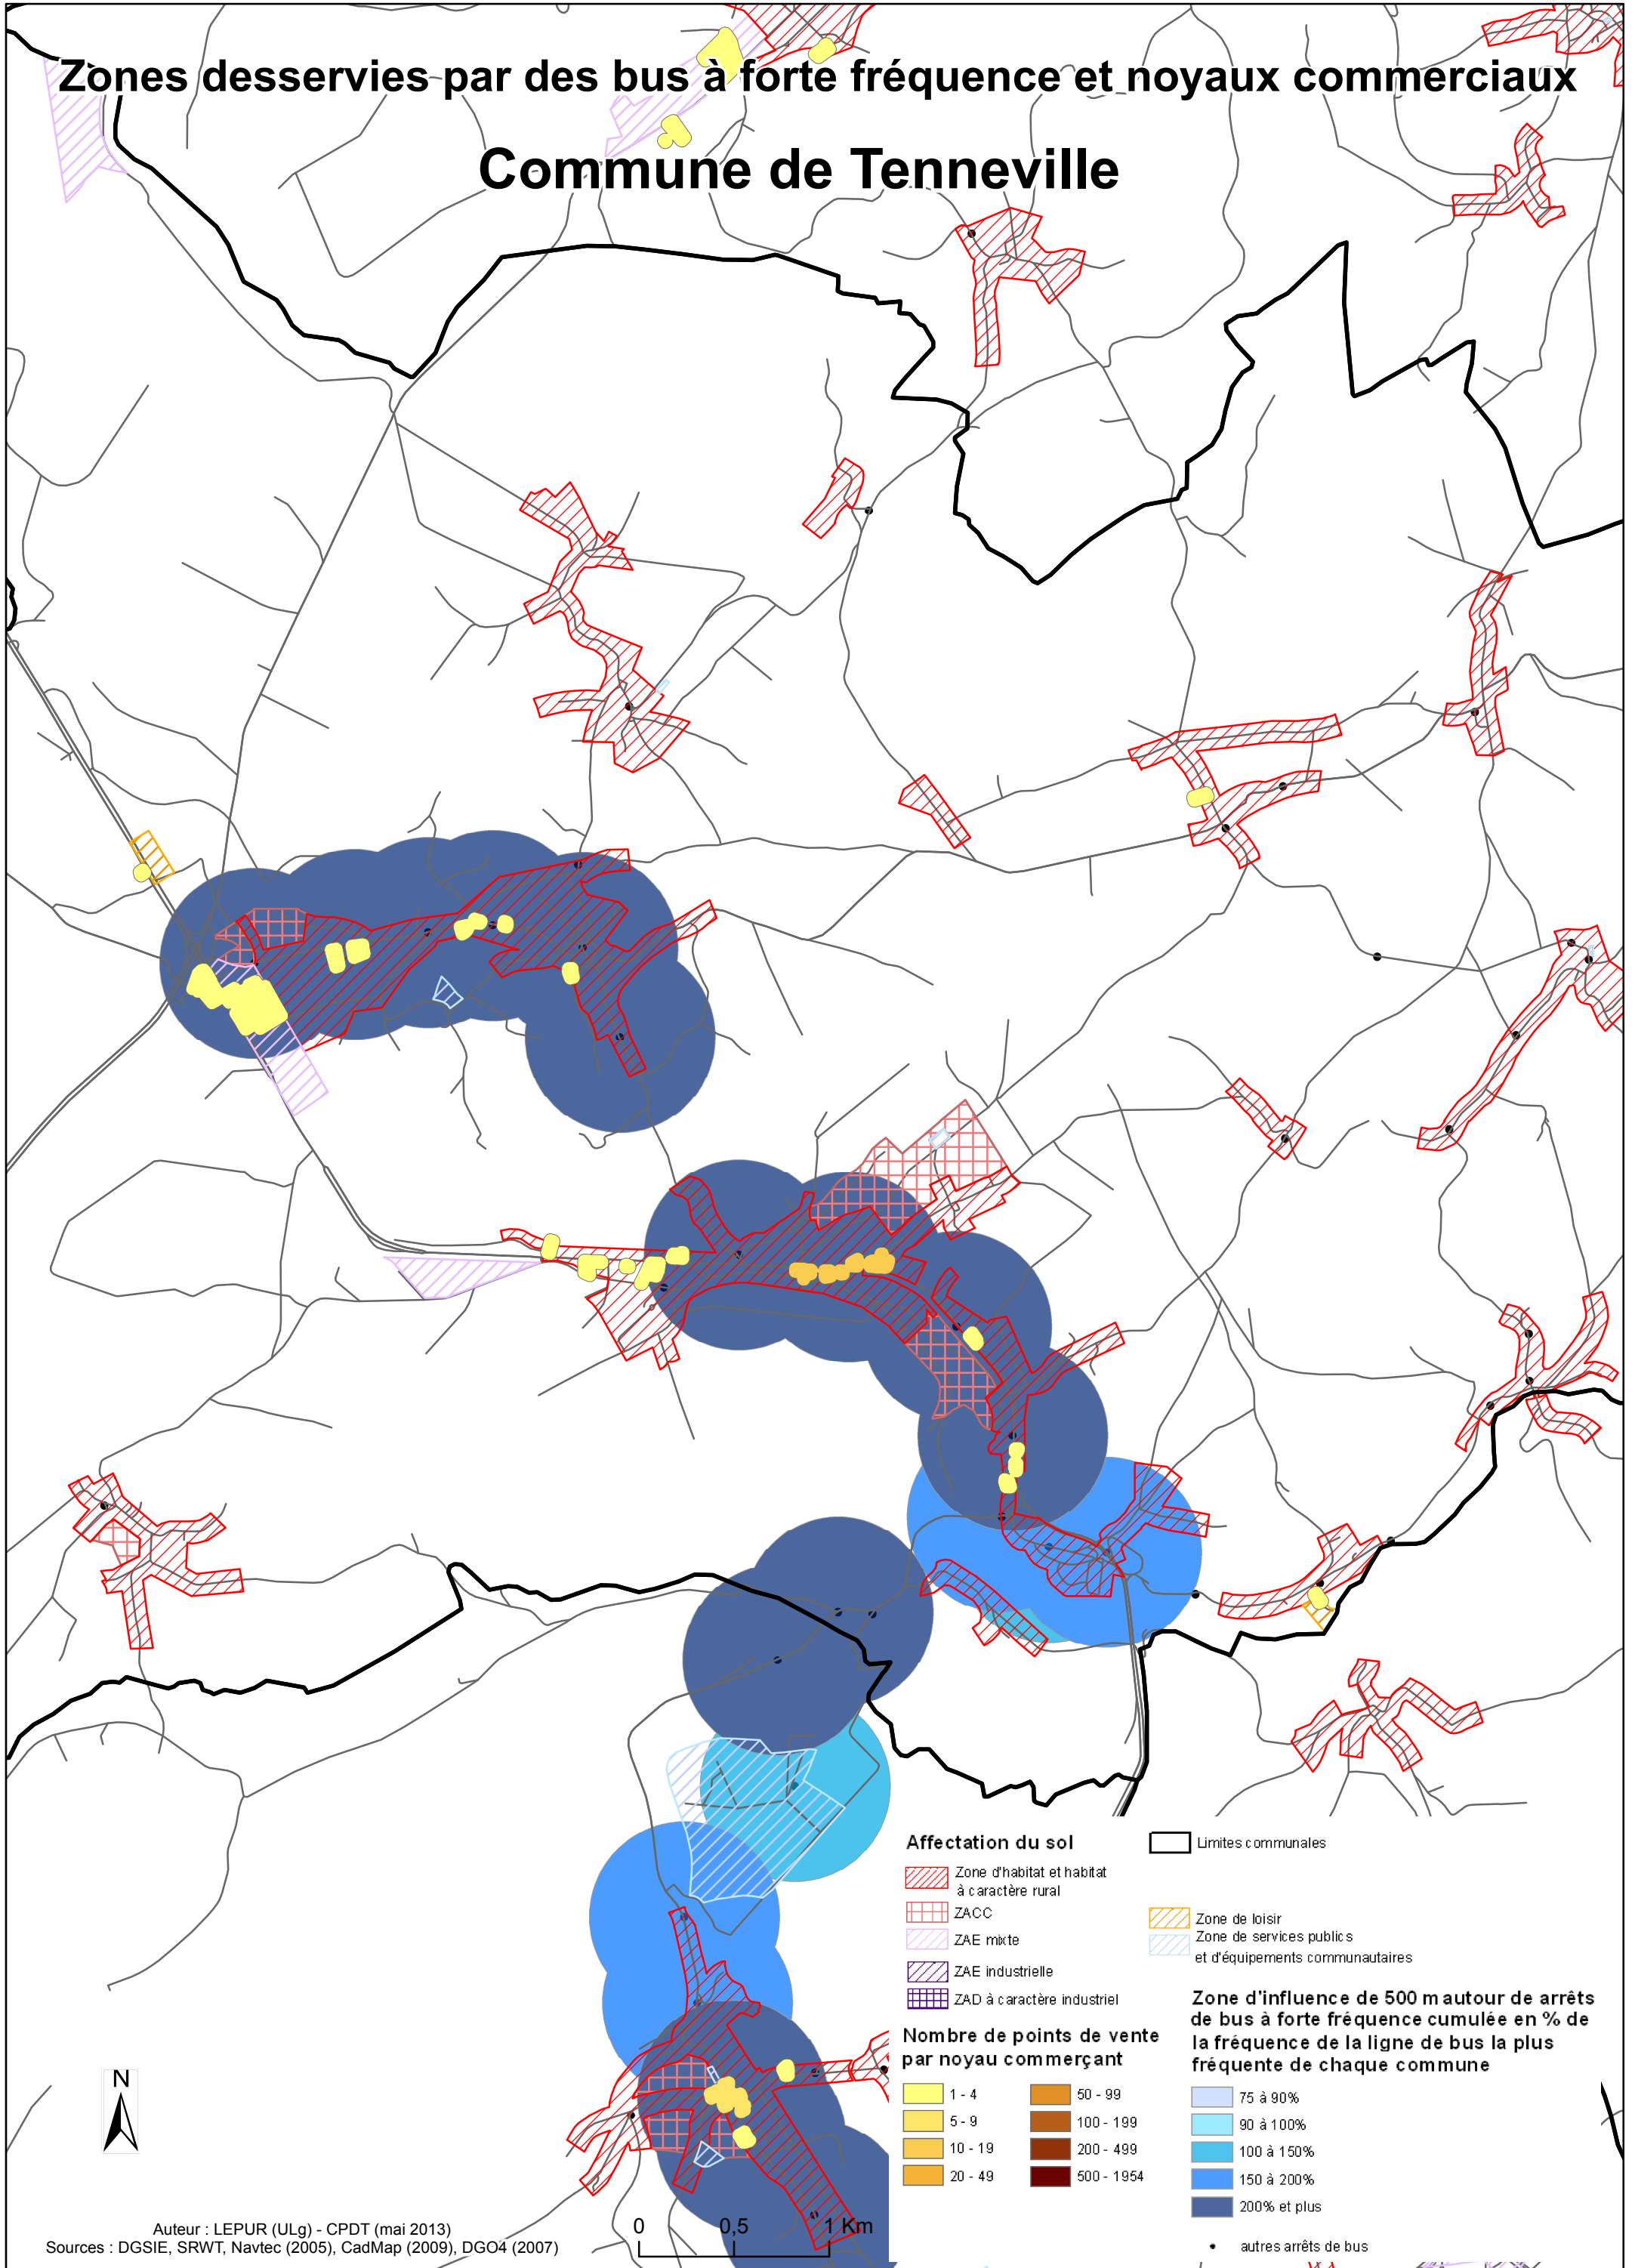 Zones desservies par des bus à forte fréquence et noyaux commerciaux
Commune de Tenneville
Affectation du sol
Zone d'habitat et habitat
à caractère rural
ZACC
ZAE mixte
ZAE industrielle
ZAD à caractère industriel
Limites communales
Zone de loisir
Zone de services publics
et d'équipements communautaires
Nombre de points de vente
par noyau commerçant
1 - 4
5 - 9
10 - 19
20 - 49
50 - 99
100 - 199
200 - 499
500 - 1954
Zone d'influence de 500 m autour de arrêts
de bus à forte fréquence cumulée en % de
la fréquence de la ligne de bus la plus
fréquente de chaque commune
75 à 90%
90 à 100%
100 à 150%
150 à 200%
200% et plus
autres arrêts de bus
N
0 0,5 1 Km
Auteur : LEPUR (ULg) - CPDT (mai 2013)
Sources : DGSIE, SRWT, Navtec (2005), CadMap (2009), DGO4 (2007)